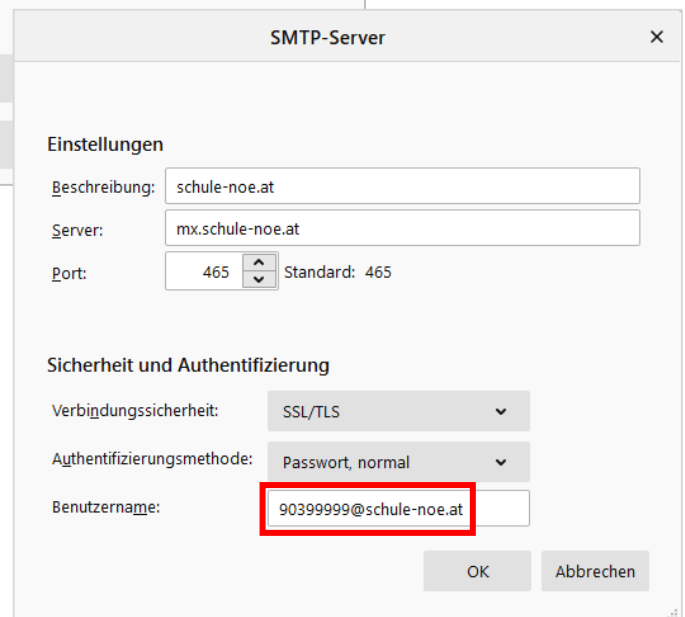 SMTP-Server
Einstellungen
Beschreibung: schule-noe.at
Server: mx.schule-noe.at
Port: 465 Standard: 465
Sicherheit und Authentifizierung
Verbindungssicherheit: SSL/TLS
Authentifizierungsmethode: Passwort, normal
Benutzername: 90399999@schule-noe.at
OK Abbrechen